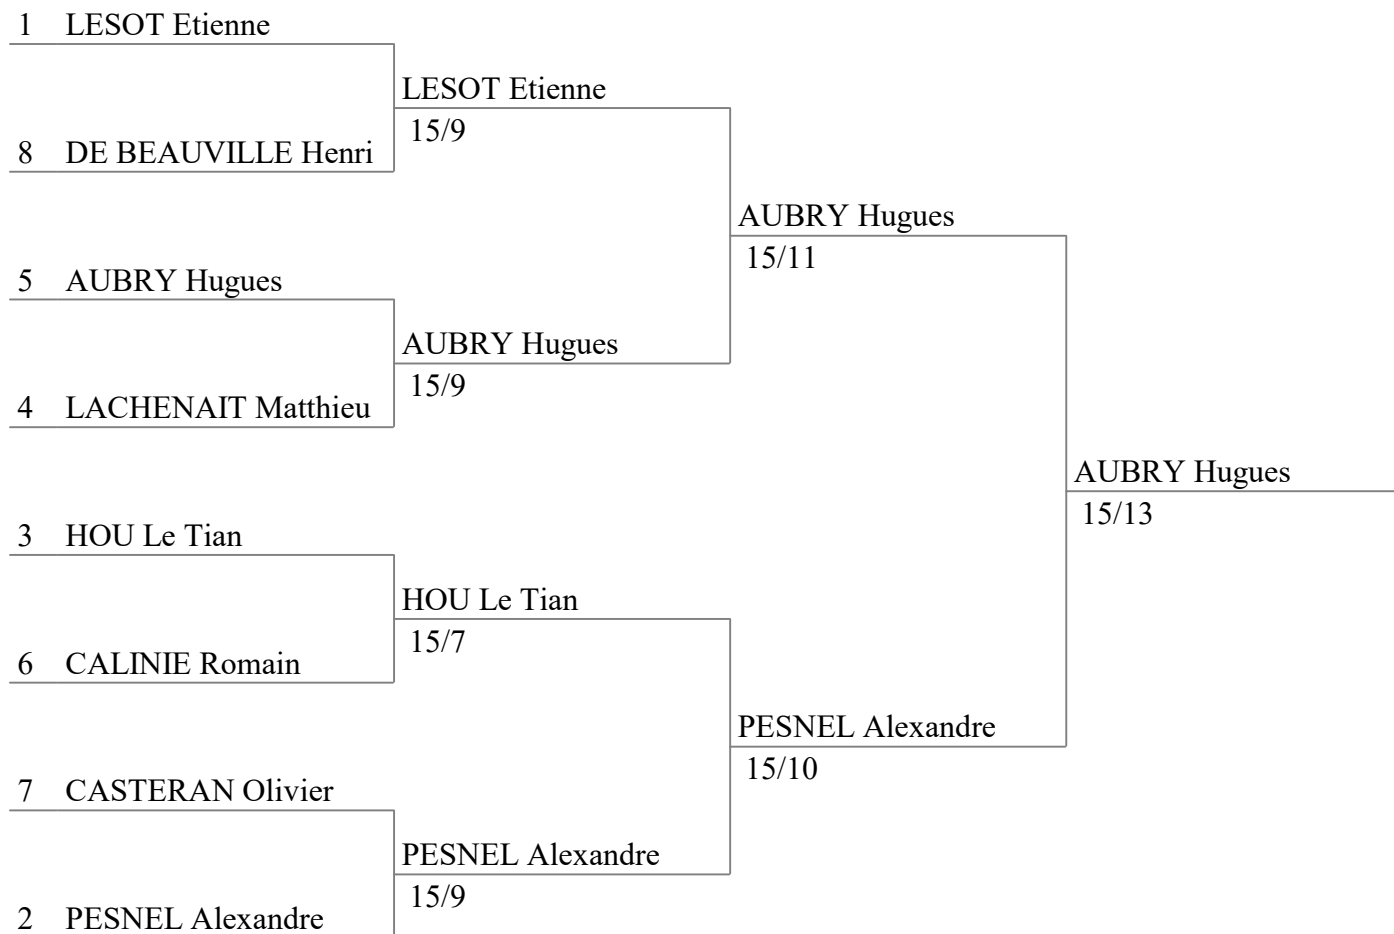 1 LESOT Etienne
LESOT Etienne
15/9
8 DE BEAUVILLE Henri
AUBRY Hugues
15/11
5 AUBRY Hugues
AUBRY Hugues
15/9
4 LACHENAIT Matthieu
AUBRY Hugues
15/13
3 HOU Le Tian
HOU Le Tian
15/7
6 CALINIE Romain
PESNEL Alexandre
15/10
7 CASTERAN Olivier
PESNEL Alexandre
15/9
2 PESNEL Alexandre